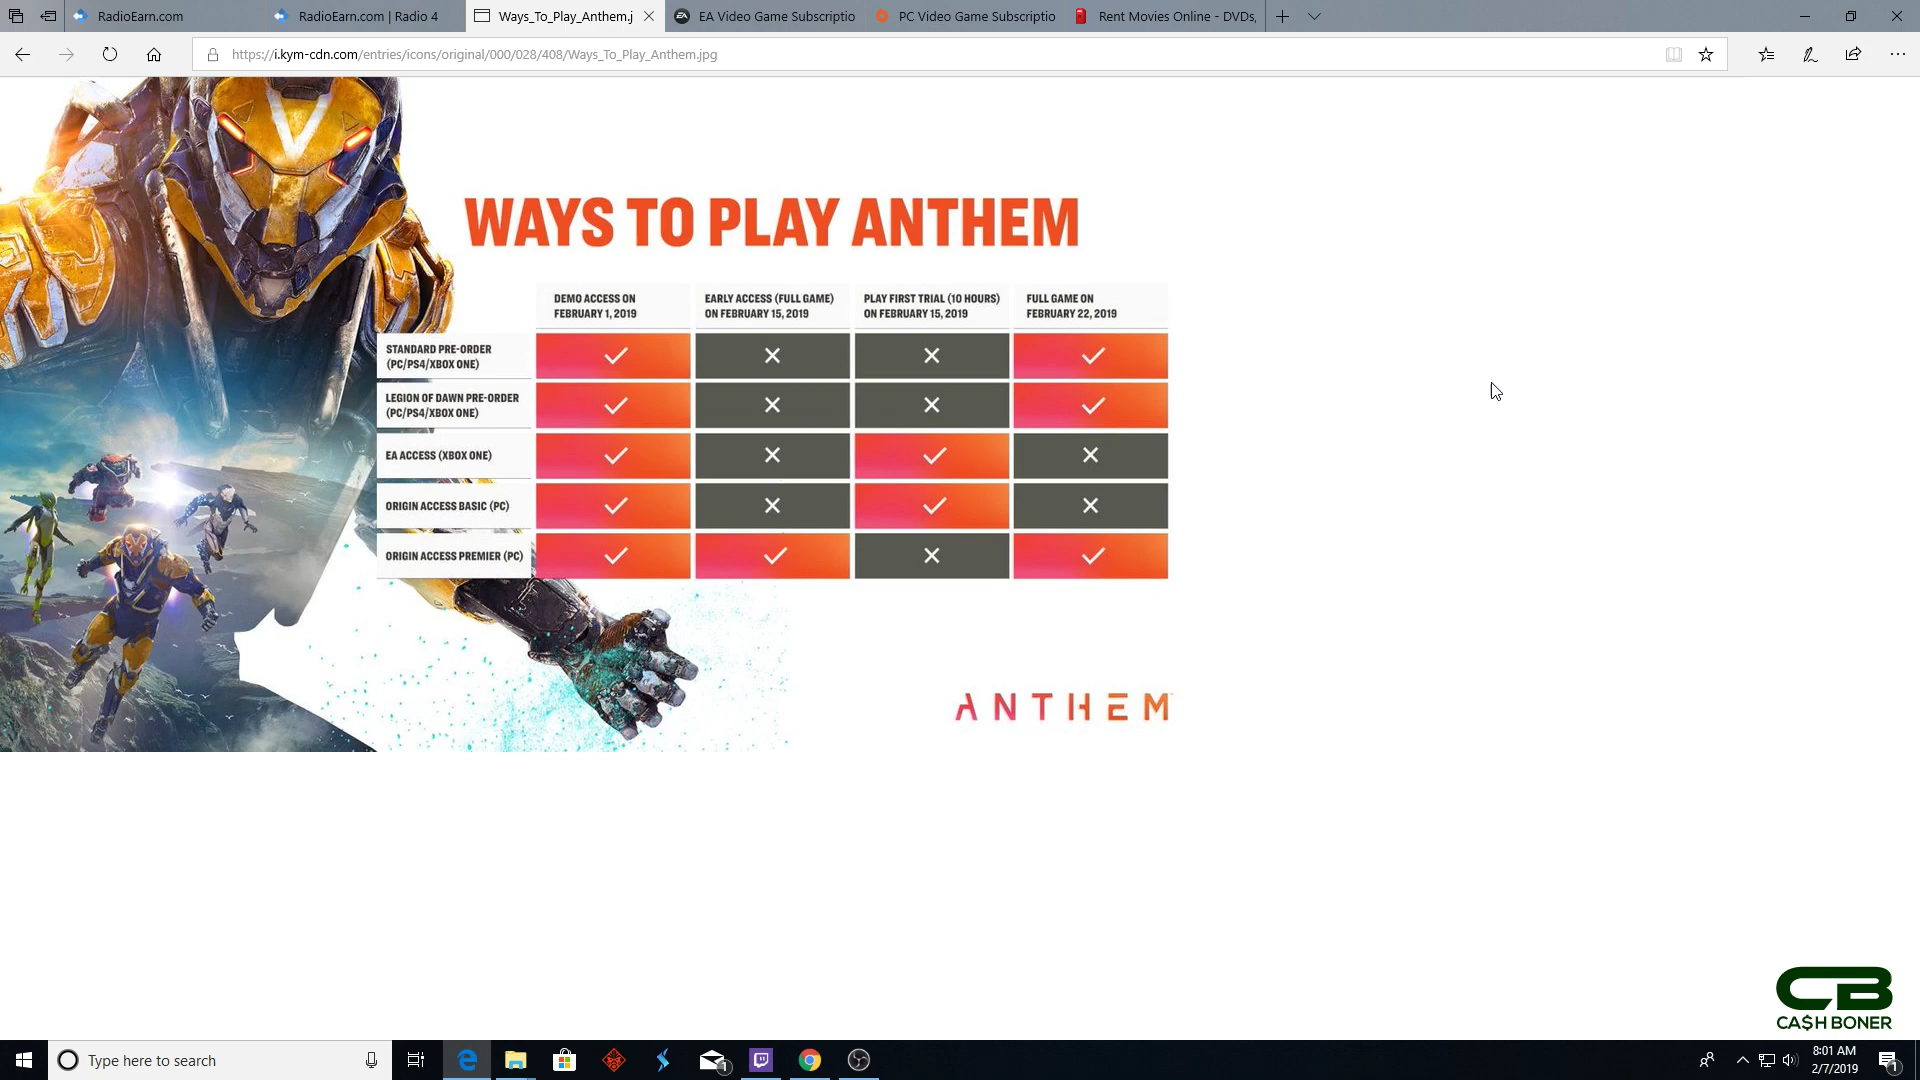 RadioEarn.com
RadioEarn.com | Radio 4
Ways_To_Play_Anthem.j
EA Video Game Subscriptio
PC Video Game Subscriptio
Rent Movies Online - DVDs,
https://i.kym-cdn.com/entries/icons/original/000/028/408/Ways_To_Play_Anthem.jpg
WAYS TO PLAY ANTHEM
DEMO ACCESS ON
FEBRUARY 1, 2019
EARLY ACCESS (FULL GAME)
ON FEBRUARY 15, 2019
PLAY FIRST TRIAL (10 HOURS)
ON FEBRUARY 15, 2019
FULL GAME ON
FEBRUARY 22, 2019
STANDARD PRE-ORDER
(PC/PS4/XBOX ONE)
LEGION OF DAWN PRE-ORDER
(PC/PS4/XBOX ONE)
EA ACCESS (XBOX ONE)
ORIGIN ACCESS BASIC (PC)
ORIGIN ACCESS PREMIER (PC)
ANTHEM
CB
CA$H BONER
Type here to search
1
8:01 AM
2/7/2019
1